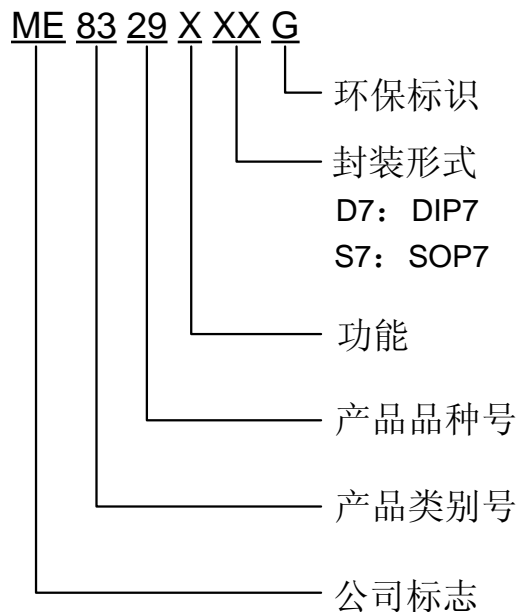 ME 83 29 X XX G
环保标识
封装形式
D7: DIP7
S7: SOP7
功能
产品品种号
产品类别号
公司标志